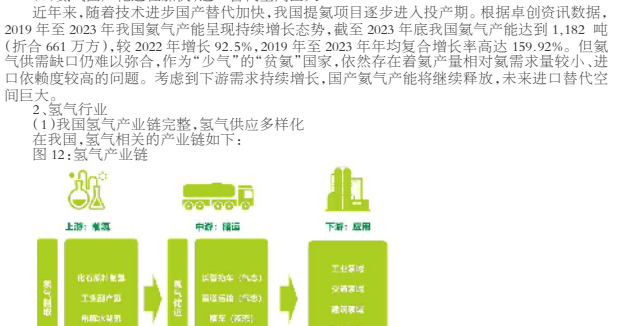 近年来,随着技术进步国产替代加快,我国提氦项目逐步进入投产期。根据卓创资讯数据,
2019 年至 2023 年我国氦气产能呈现持续增长态势,截至 2023 年底我国氦气产能达到 1,182 吨
(折合 661 万方),较 2022 年增长 92.5%,2019 年至 2023 年年均复合增长率高达 159.92%。但氦
气供需缺口仍难以弥合,作为“少气”的“贫氦”国家,依然存在着氦产量相对氦需求量较小、进
口依赖度较高的问题。考虑到下游需求持续增长,国产氦气产能将继续释放,未来进口替代空
间巨大。
2、氢气行业
(1)我国氢气产业链完整,氢气供应多样化
在我国,氢气相关的产业链如下:
图 12:氢气产业链
上游:制氢
中游:储运
下游:应用
氢气制取
化石原料制氢
工业副产氢
电解水制氢
氢气储运
长管拖车(气态)
管道运输(气态)
槽车(液态)
工业领域
交通领域
建筑领域